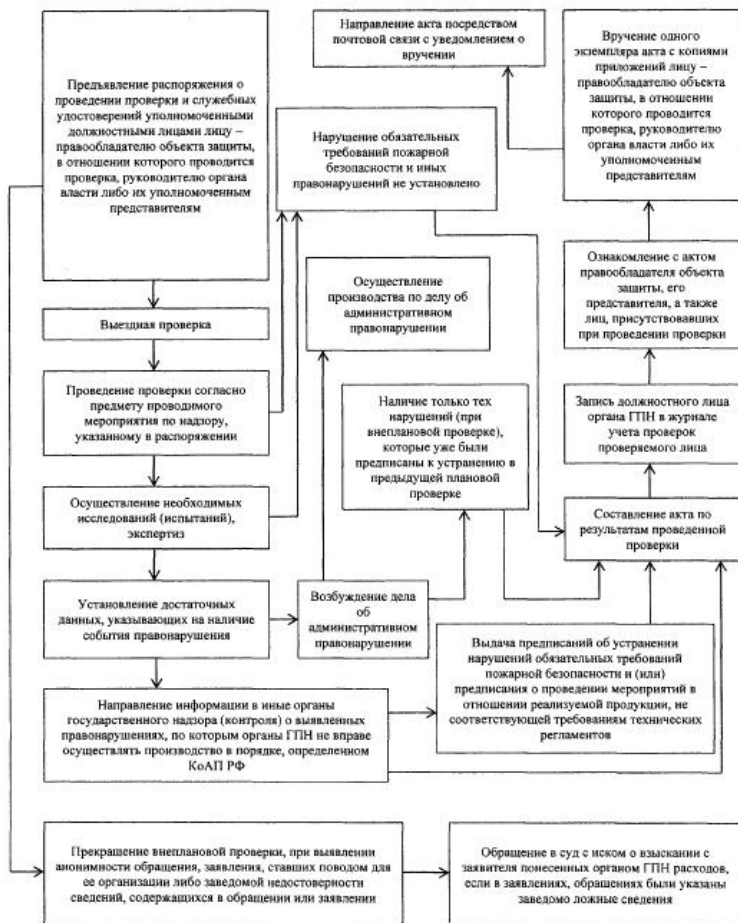 Предъявление распоряжения о
проведении проверки и служебных
удостоверений уполномоченными
должностными лицами лицу –
правообладателю объекта защиты,
в отношении которого проводится
проверка, руководителю органа
власти либо их уполномоченным
представителям
Направление акта посредством
почтовой связи с уведомлением о
вручении
Вручение одного
экземпляра акта с копиями
приложений лицу –
правообладателю объекта
защиты, в отношении
которого проводится
проверка, руководителю
органа власти либо их
уполномоченным
представителям
Нарушение обязательных
требований пожарной
безопасности и иных
правонарушений не установлено
Выездная проверка
Осуществление
производства по делу об
административном
правонарушении
Ознакомление с актом
правообладателя объекта
защиты, его
представителя, а также
лиц, присутствовавших
при проведении проверки
Проведение проверки согласно
предмету проводимого
мероприятия по надзору,
указанному в распоряжении
Наличие только тех
нарушений (при
внеплановой проверке),
которые уже были
предписаны к устранению в
предыдущей плановой
проверке
Запись должностного лица
органа ГПН в журнале
учета проверок
проверяемого лица
Осуществление необходимых
исследований (испытаний),
экспертиз
Составление акта по
результатам проведенной
проверки
Установление достаточных
данных, указывающих на наличие
события правонарушения
Возбуждение дела
об
административном
правонарушении
Выдача предписаний об устранении
нарушений обязательных требований
пожарной безопасности и (или)
предписания о проведении мероприятий в
отношении реализуемой продукции, не
соответствующей требованиям технических
регламентов
Направление информации в иные органы
государственного надзора (контроля) о выявленных
правонарушениях, по которым органы ГПН не вправе
осуществлять производство в порядке, определенном
КоАП РФ
Прекращение внеплановой проверки, при выявлении
анонимности обращения, заявления, ставших поводом для
ее организации либо заведомой недостоверности
сведений, содержащихся в обращении или заявлении
Обращение в суд с иском о взыскании с
заявителя понесенных органом ГПН расходов,
если в заявлениях, обращениях были указаны
заведомо ложные сведения